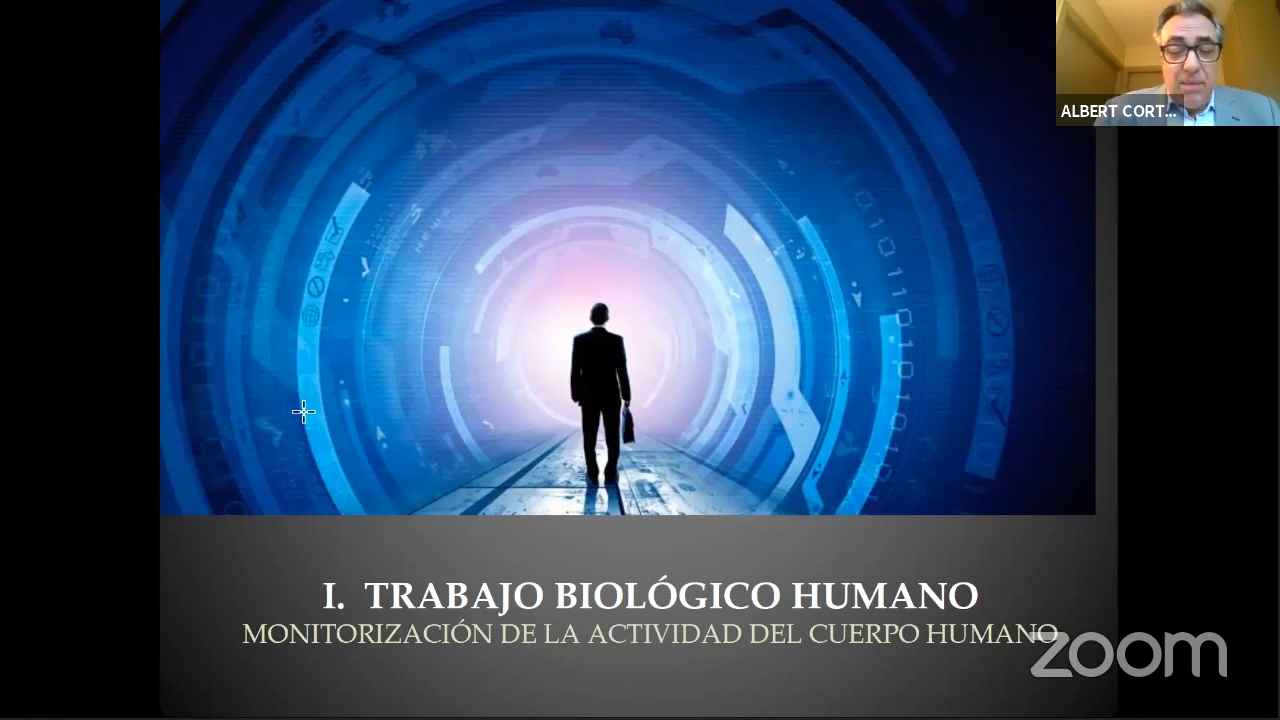 ALBERT CORT...
I. TRABAJO BIOLÓGICO HUMANO
MONITORIZACIÓN DE LA ACTIVIDAD DEL CUERPO HUMANO
zoom